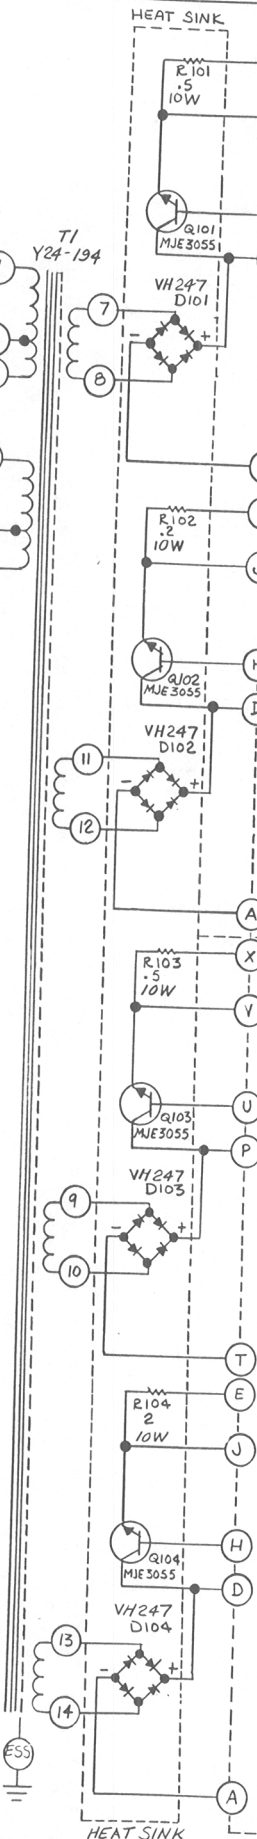 HEAT SINK
R101
.5
10W
Q101
MJE3055
T1
Y24-194
VH247
D101
7
- +
8
R102
.2
10W
Q102
MJE3055
H
D
VH247
D102
11
- +
12
A
X
R103
.5
10W
V
Q103
MJE3055
U
P
VH247
D103
9
- +
10
T
E
R104
2
10W
J
Q104
MJE3055
H
D
VH247
D104
13
- +
14
ESS
A
HEAT SINK